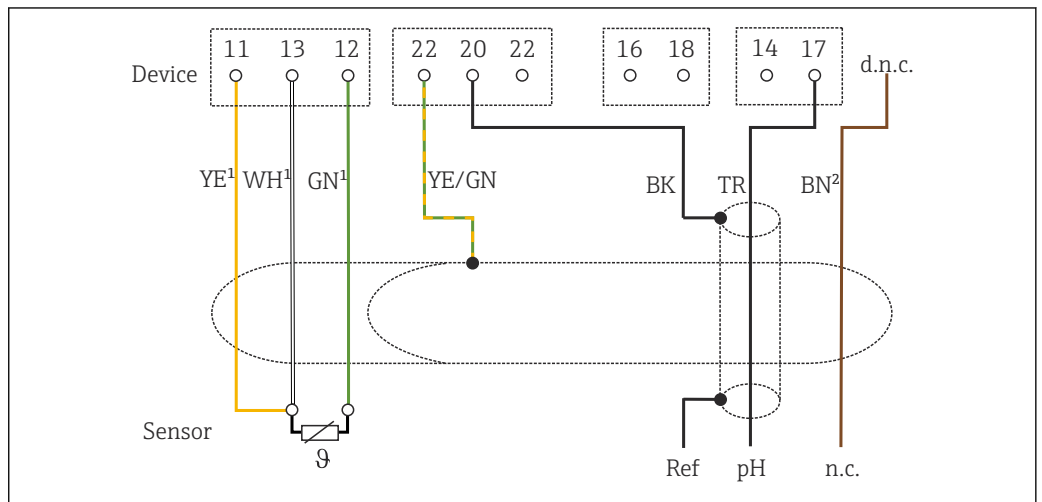 11 13 12 22 20 22 16 18 14 17
Device
d.n.c.
YE¹ WH¹ GN¹ YE/GN BK TR BN²
Sensor
ϑ
Ref pH n.c.